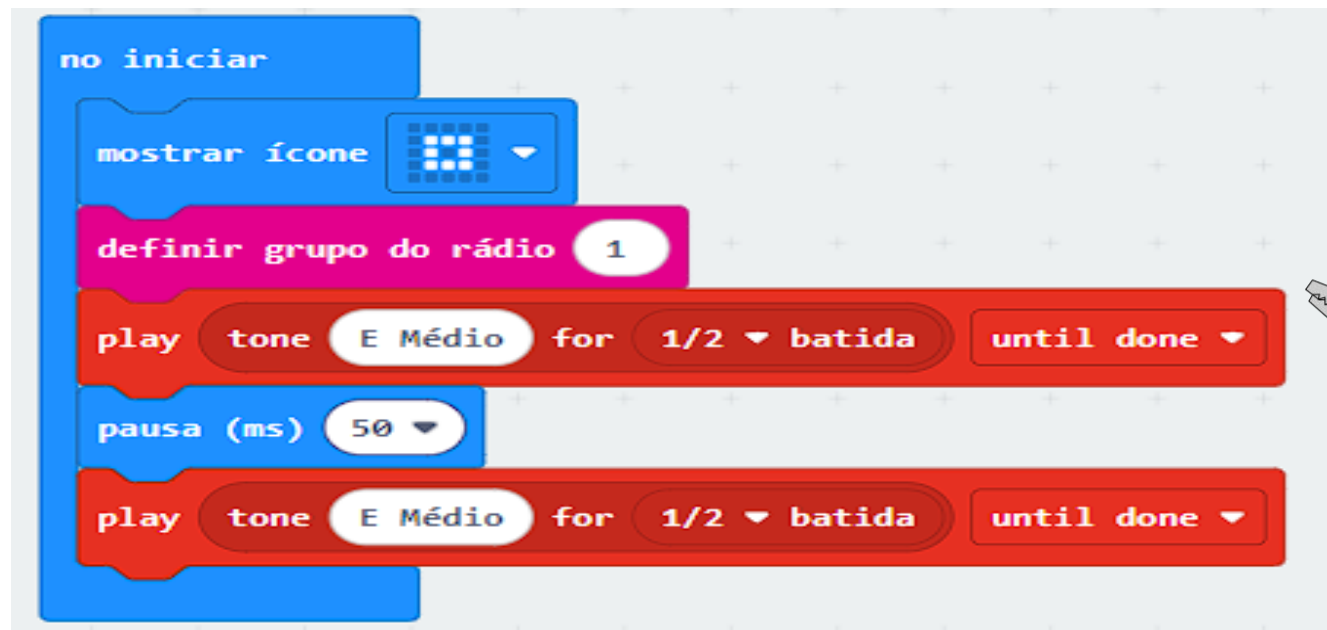 no iniciar
mostrar ícone
definir grupo do rádio 1
play tone E Médio for 1/2 batida until done
pausa (ms) 50
play tone E Médio for 1/2 batida until done